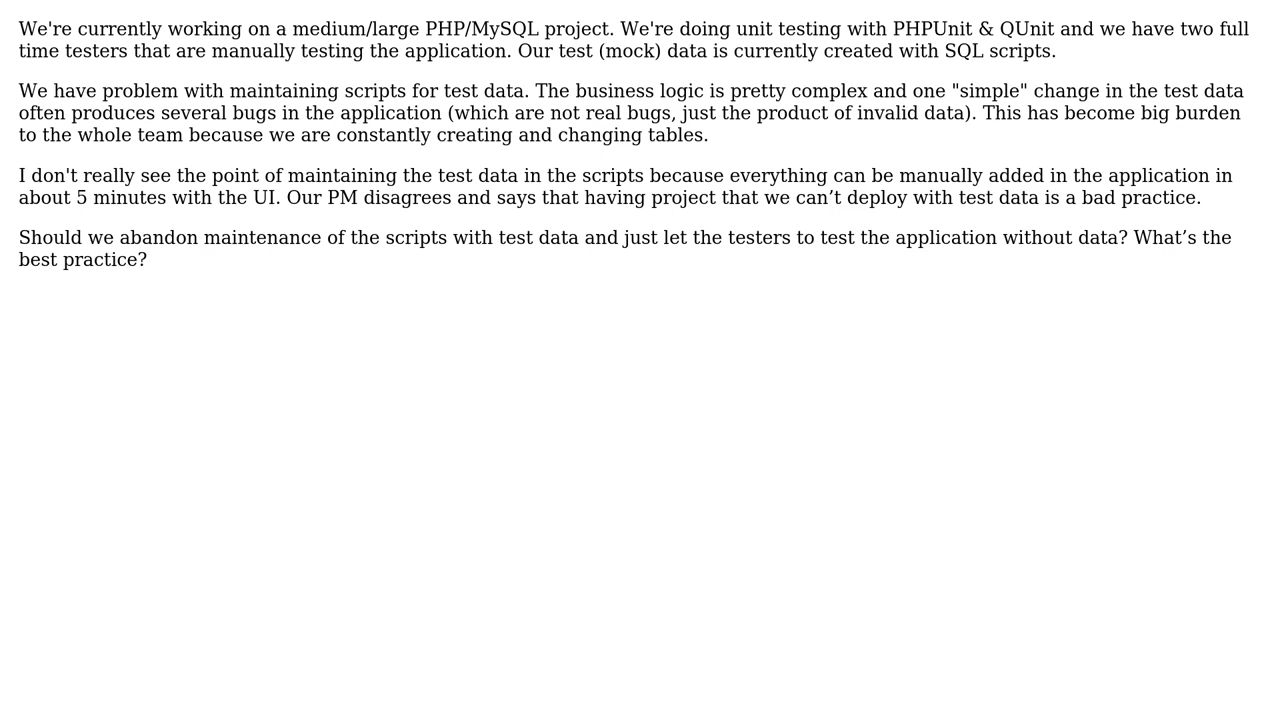 We're currently working on a medium/large PHP/MySQL project. We're doing unit testing with PHPUnit & QUnit and we have two full
time testers that are manually testing the application. Our test (mock) data is currently created with SQL scripts.
We have problem with maintaining scripts for test data. The business logic is pretty complex and one "simple" change in the test data
often produces several bugs in the application (which are not real bugs, just the product of invalid data). This has become big burden
to the whole team because we are constantly creating and changing tables.
I don't really see the point of maintaining the test data in the scripts because everything can be manually added in the application in
about 5 minutes with the UI. Our PM disagrees and says that having project that we can’t deploy with test data is a bad practice.
Should we abandon maintenance of the scripts with test data and just let the testers to test the application without data? What’s the
best practice?